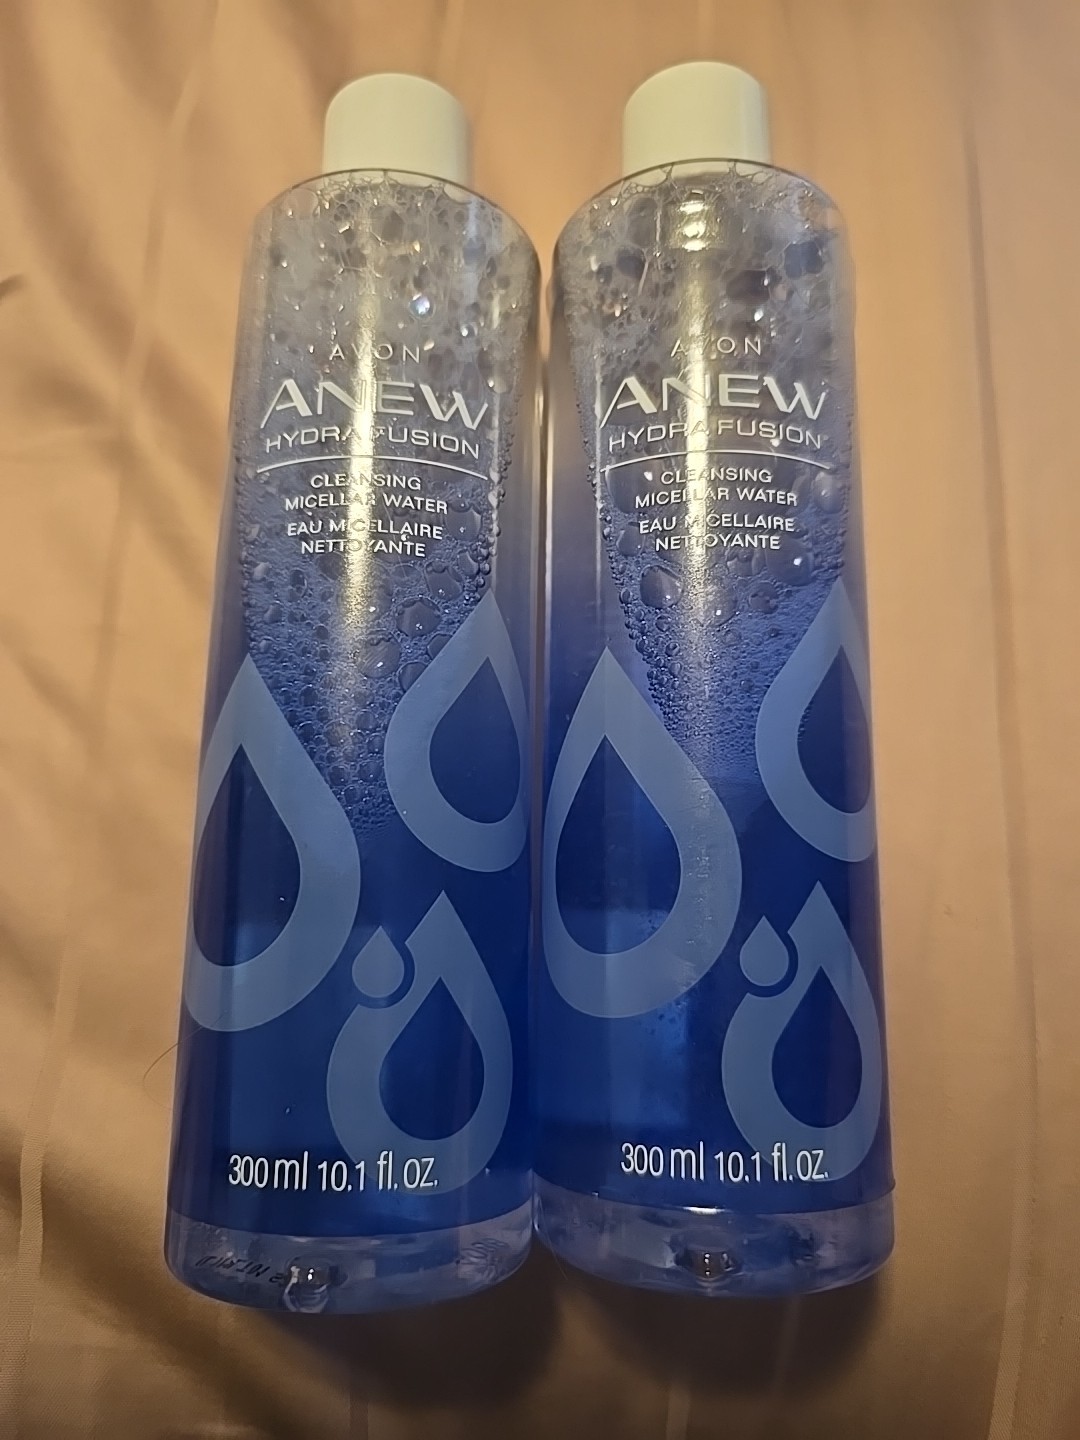 AVON
ANEW
HYDRA FUSION
CLEANSING
MICELLAR WATER
EAU MICELLAIRE
NETTOYANTE
300 ml 10.1 fl. oz.
AVON
ANEW
HYDRA FUSION
CLEANSING
MICELLAR WATER
EAU MICELLAIRE
NETTOYANTE
300 ml 10.1 fl. oz.